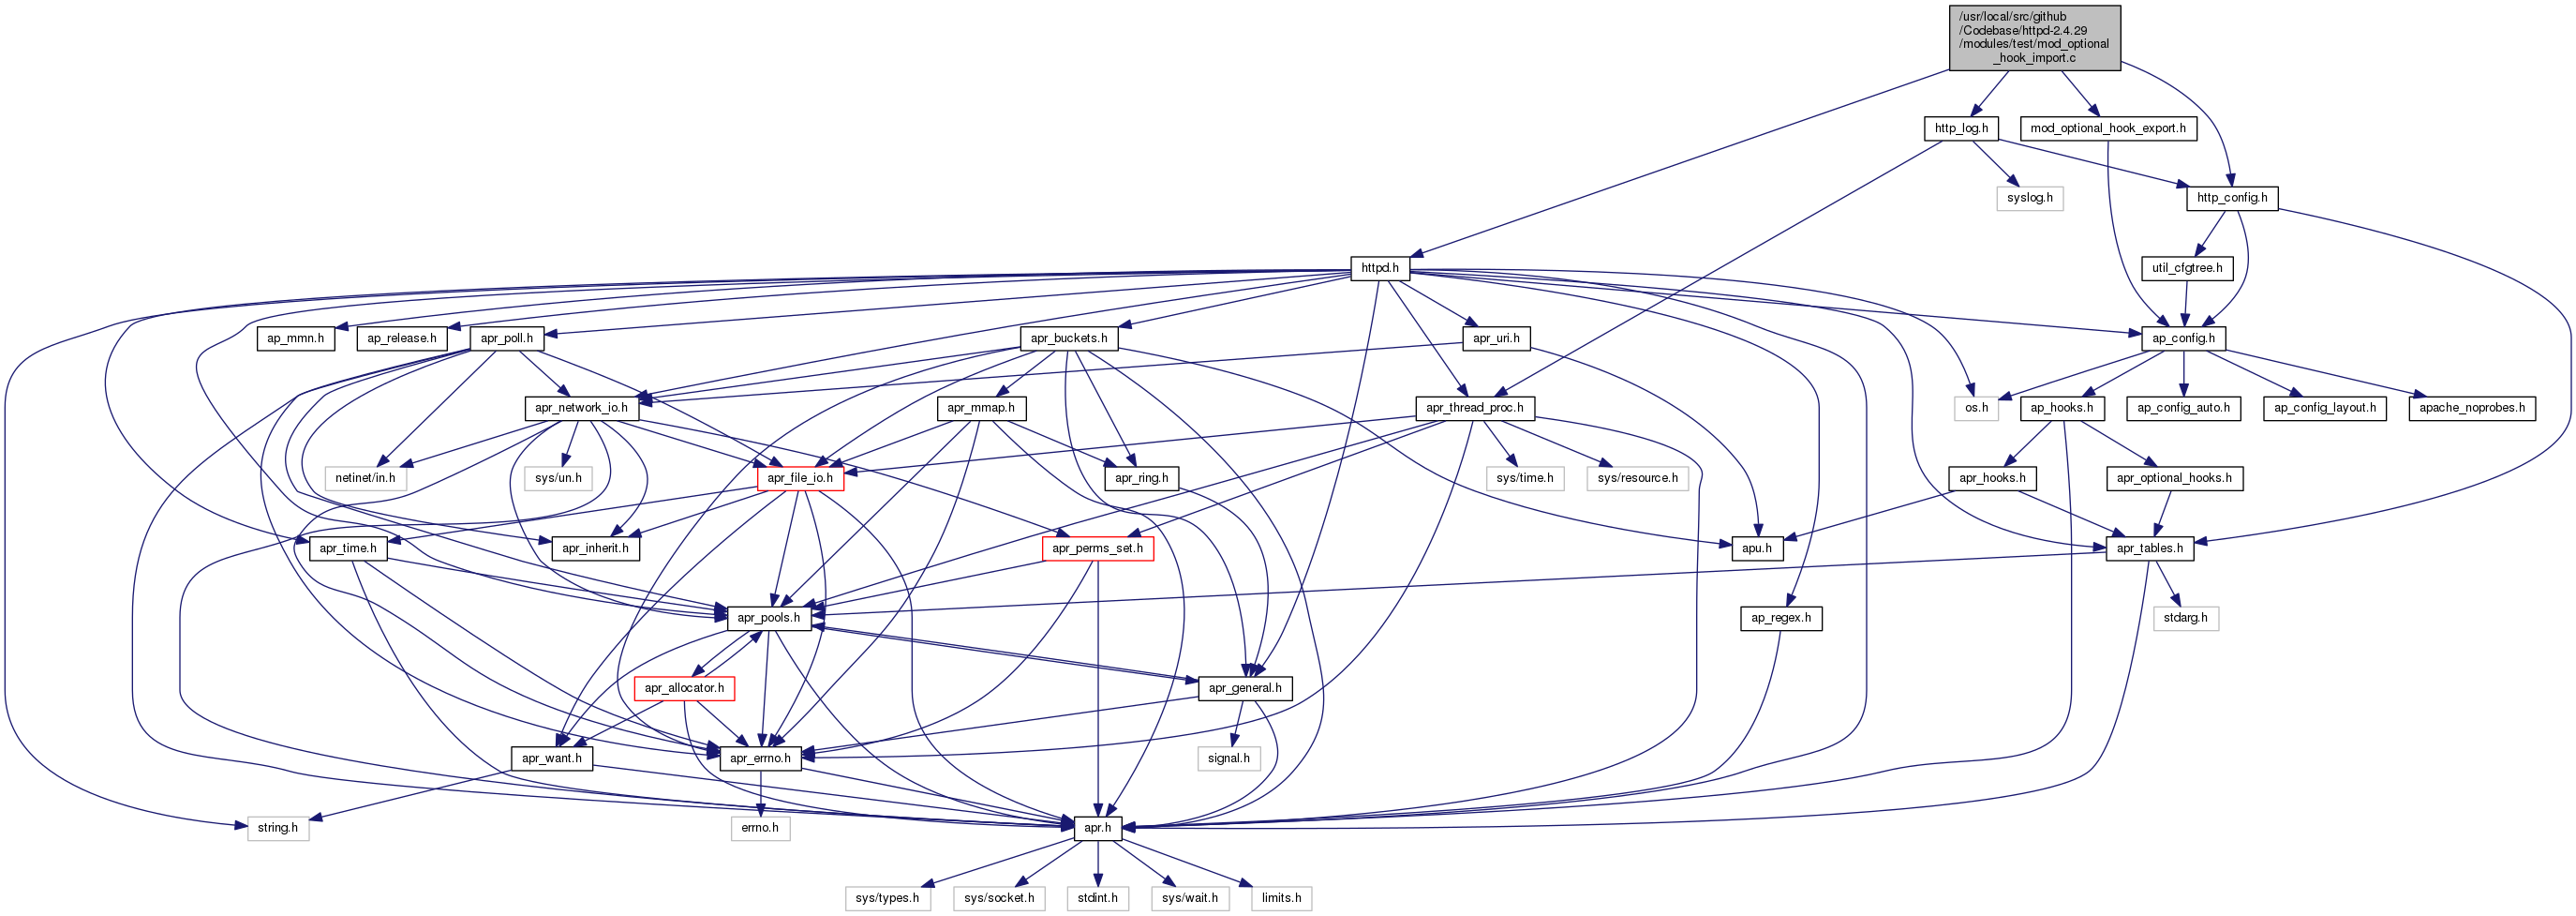 /usr/local/src/github
/Codebase/httpd-2.4.29
/modules/test/mod_optional
_hook_import.c
http_log.h
mod_optional_hook_export.h
syslog.h
http_config.h
httpd.h
util_cfgtree.h
ap_mmn.h
ap_release.h
apr_poll.h
apr_buckets.h
apr_uri.h
ap_config.h
apr_network_io.h
apr_mmap.h
apr_thread_proc.h
os.h
ap_hooks.h
ap_config_auto.h
ap_config_layout.h
apache_noprobes.h
netinet/in.h
sys/un.h
apr_file_io.h
apr_ring.h
sys/time.h
sys/resource.h
apr_hooks.h
apr_optional_hooks.h
apr_time.h
apr_inherit.h
apr_perms_set.h
apu.h
apr_tables.h
apr_pools.h
ap_regex.h
stdarg.h
apr_allocator.h
apr_general.h
apr_want.h
apr_errno.h
signal.h
string.h
errno.h
apr.h
sys/types.h
sys/socket.h
stdint.h
sys/wait.h
limits.h